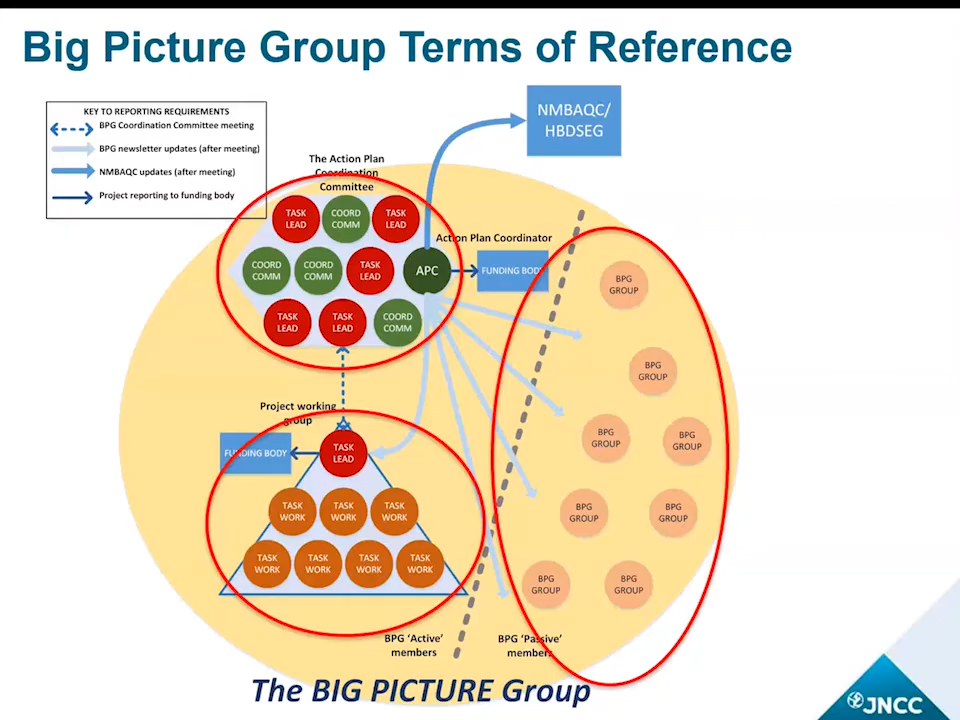 Big Picture Group Terms of Reference
KEY TO REPORTING REQUIREMENTS
BPG Coordination Committee meeting
BPG newsletter updates (after meeting)
NMBAQC updates (after meeting)
Project reporting to funding body
NMBAQC/
HBDSEG
The Action Plan
Coordination
Committee
TASK
LEAD
COORD
COMM
TASK
LEAD
COORD
COMM
COORD
COMM
TASK
LEAD
APC
TASK
LEAD
TASK
LEAD
COORD
COMM
Action Plan Coordinator
FUNDING BODY
Project working
group
FUNDING BODY
TASK
LEAD
TASK
WORK
TASK
WORK
TASK
WORK
TASK
WORK
TASK
WORK
TASK
WORK
TASK
WORK
BPG
GROUP
BPG
GROUP
BPG
GROUP
BPG
GROUP
BPG
GROUP
BPG
GROUP
BPG
GROUP
BPG
GROUP
BPG 'Active'
members
BPG 'Passive'
members
The BIG PICTURE Group
JNCC